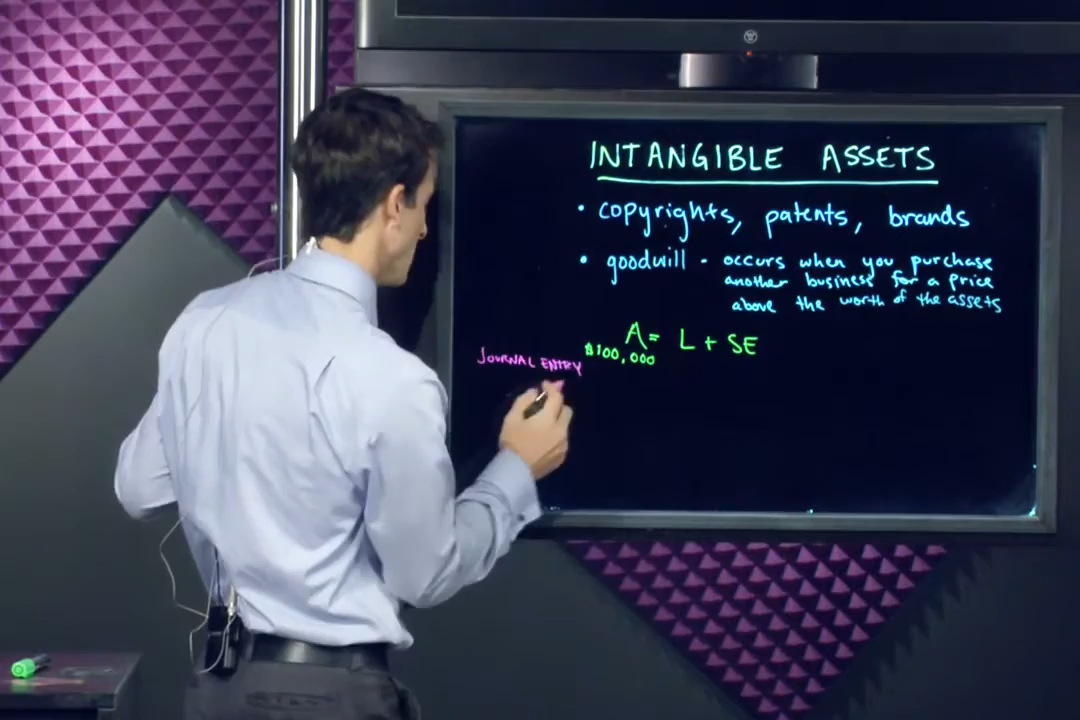 INTANGIBLE ASSETS
• copyrights, patents, brands
• goodwill - occurs when you purchase
another business for a price
above the worth of the assets
A = L + SE
$100,000
JOURNAL ENTRY